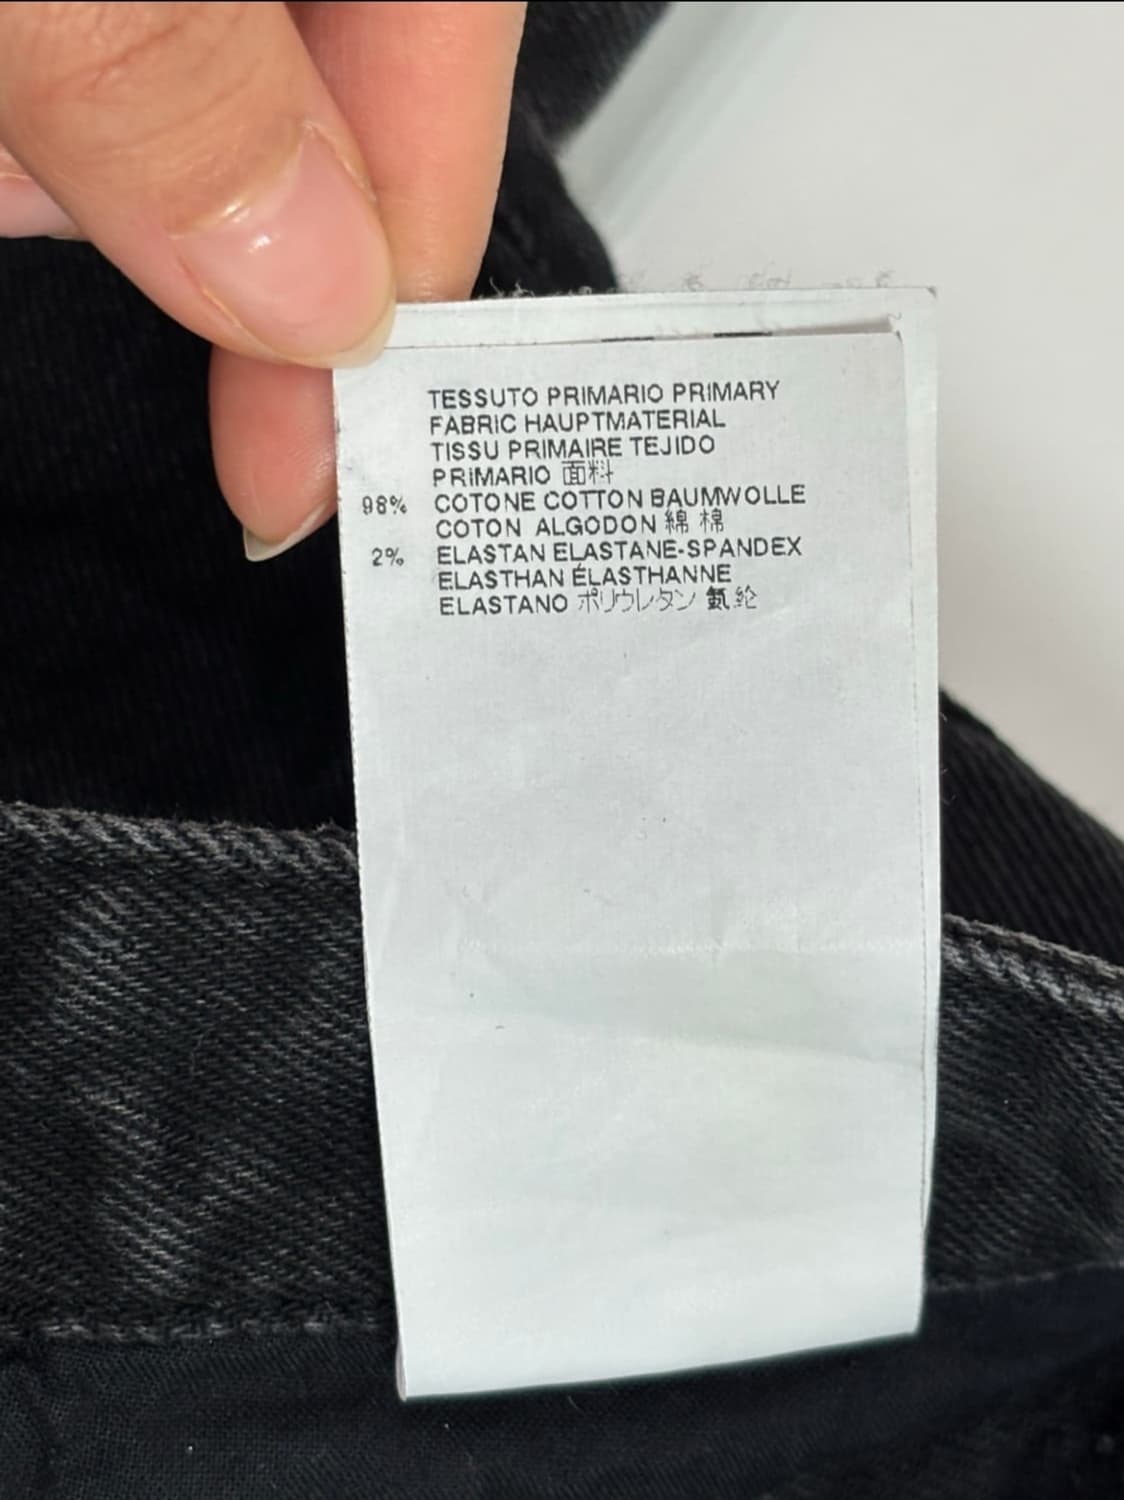 TESSUTO PRIMARIO PRIMARY
FABRIC HAUPTMATERIAL
TISSU PRIMAIRE TEJIDO
PRIMARIO 面料
98% COTONE COTTON BAUMWOLLE
COTON ALGODON 綿 棉
2% ELASTAN ELASTANE-SPANDEX
ELASTHAN ÉLASTHANNE
ELASTANO ポリウレタン 氨纶